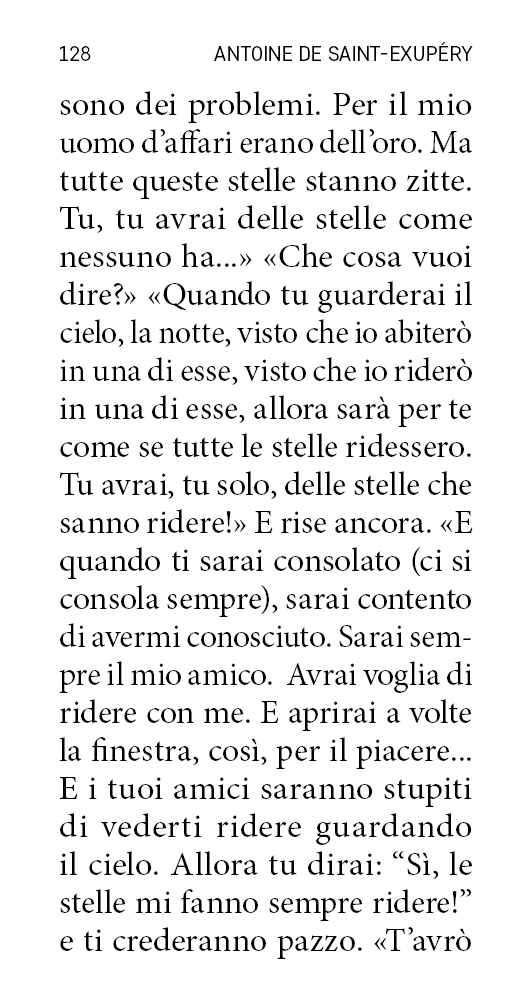 128 ANTOINE DE SAINT-EXUPÉRY
sono dei problemi. Per il mio
uomo d’affari erano dell’oro. Ma
tutte queste stelle stanno zitte.
Tu, tu avrai delle stelle come
nessuno ha...» «Che cosa vuoi
dire?» «Quando tu guarderai il
cielo, la notte, visto che io abiterò
in una di esse, visto che io riderò
in una di esse, allora sarà per te
come se tutte le stelle ridessero.
Tu avrai, tu solo, delle stelle che
sanno ridere!» E rise ancora. «E
quando ti sarai consolato (ci si
consola sempre), sarai contento
di avermi conosciuto. Sarai sem-
pre il mio amico. Avrai voglia di
ridere con me. E aprirai a volte
la finestra, così, per il piacere...
E i tuoi amici saranno stupiti
di vederti ridere guardando
il cielo. Allora tu dirai: “Sì, le
stelle mi fanno sempre ridere!”
e ti crederanno pazzo. «T’avrò